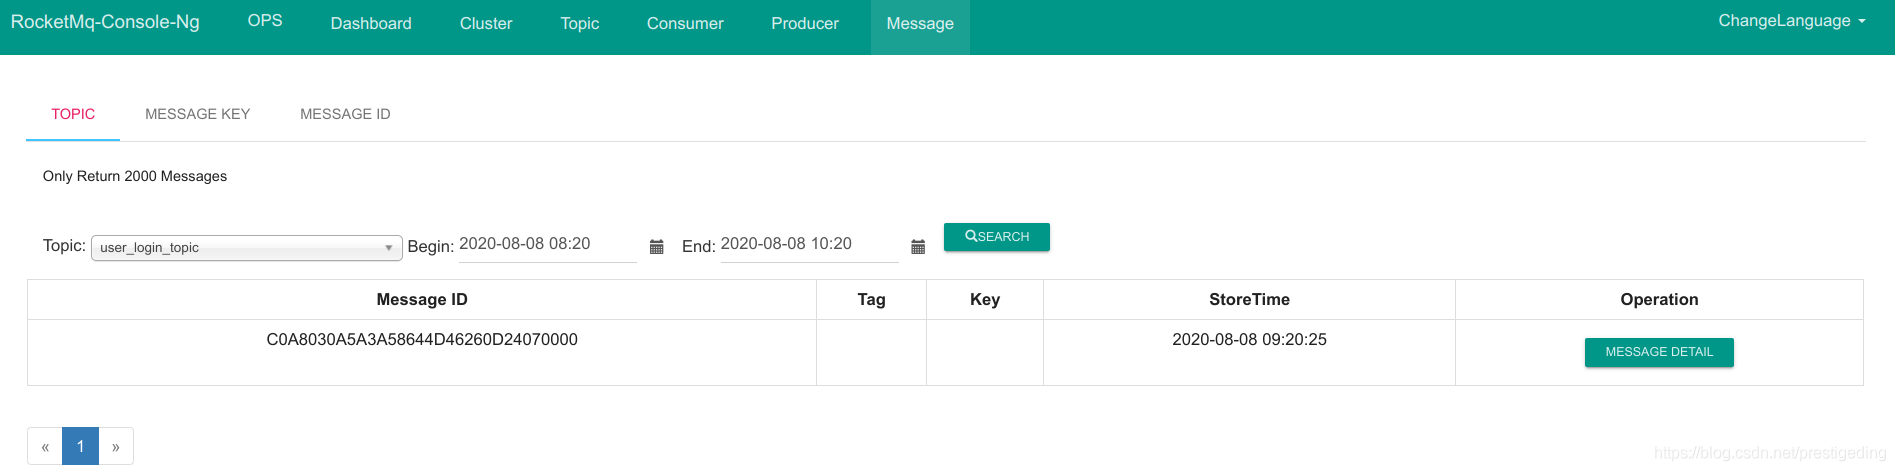 RocketMq-Console-Ng OPS Dashboard Cluster Topic Consumer Producer Message ChangeLanguage
TOPIC MESSAGE KEY MESSAGE ID
Only Return 2000 Messages
Topic: user_login_topic Begin: 2020-08-08 08:20 End: 2020-08-08 10:20 SEARCH
Message ID Tag Key StoreTime Operation
C0A8030A5A3A58644D46260D24070000 2020-08-08 09:20:25 MESSAGE DETAIL
« 1 »
https://blog.csdn.net/prestigeding